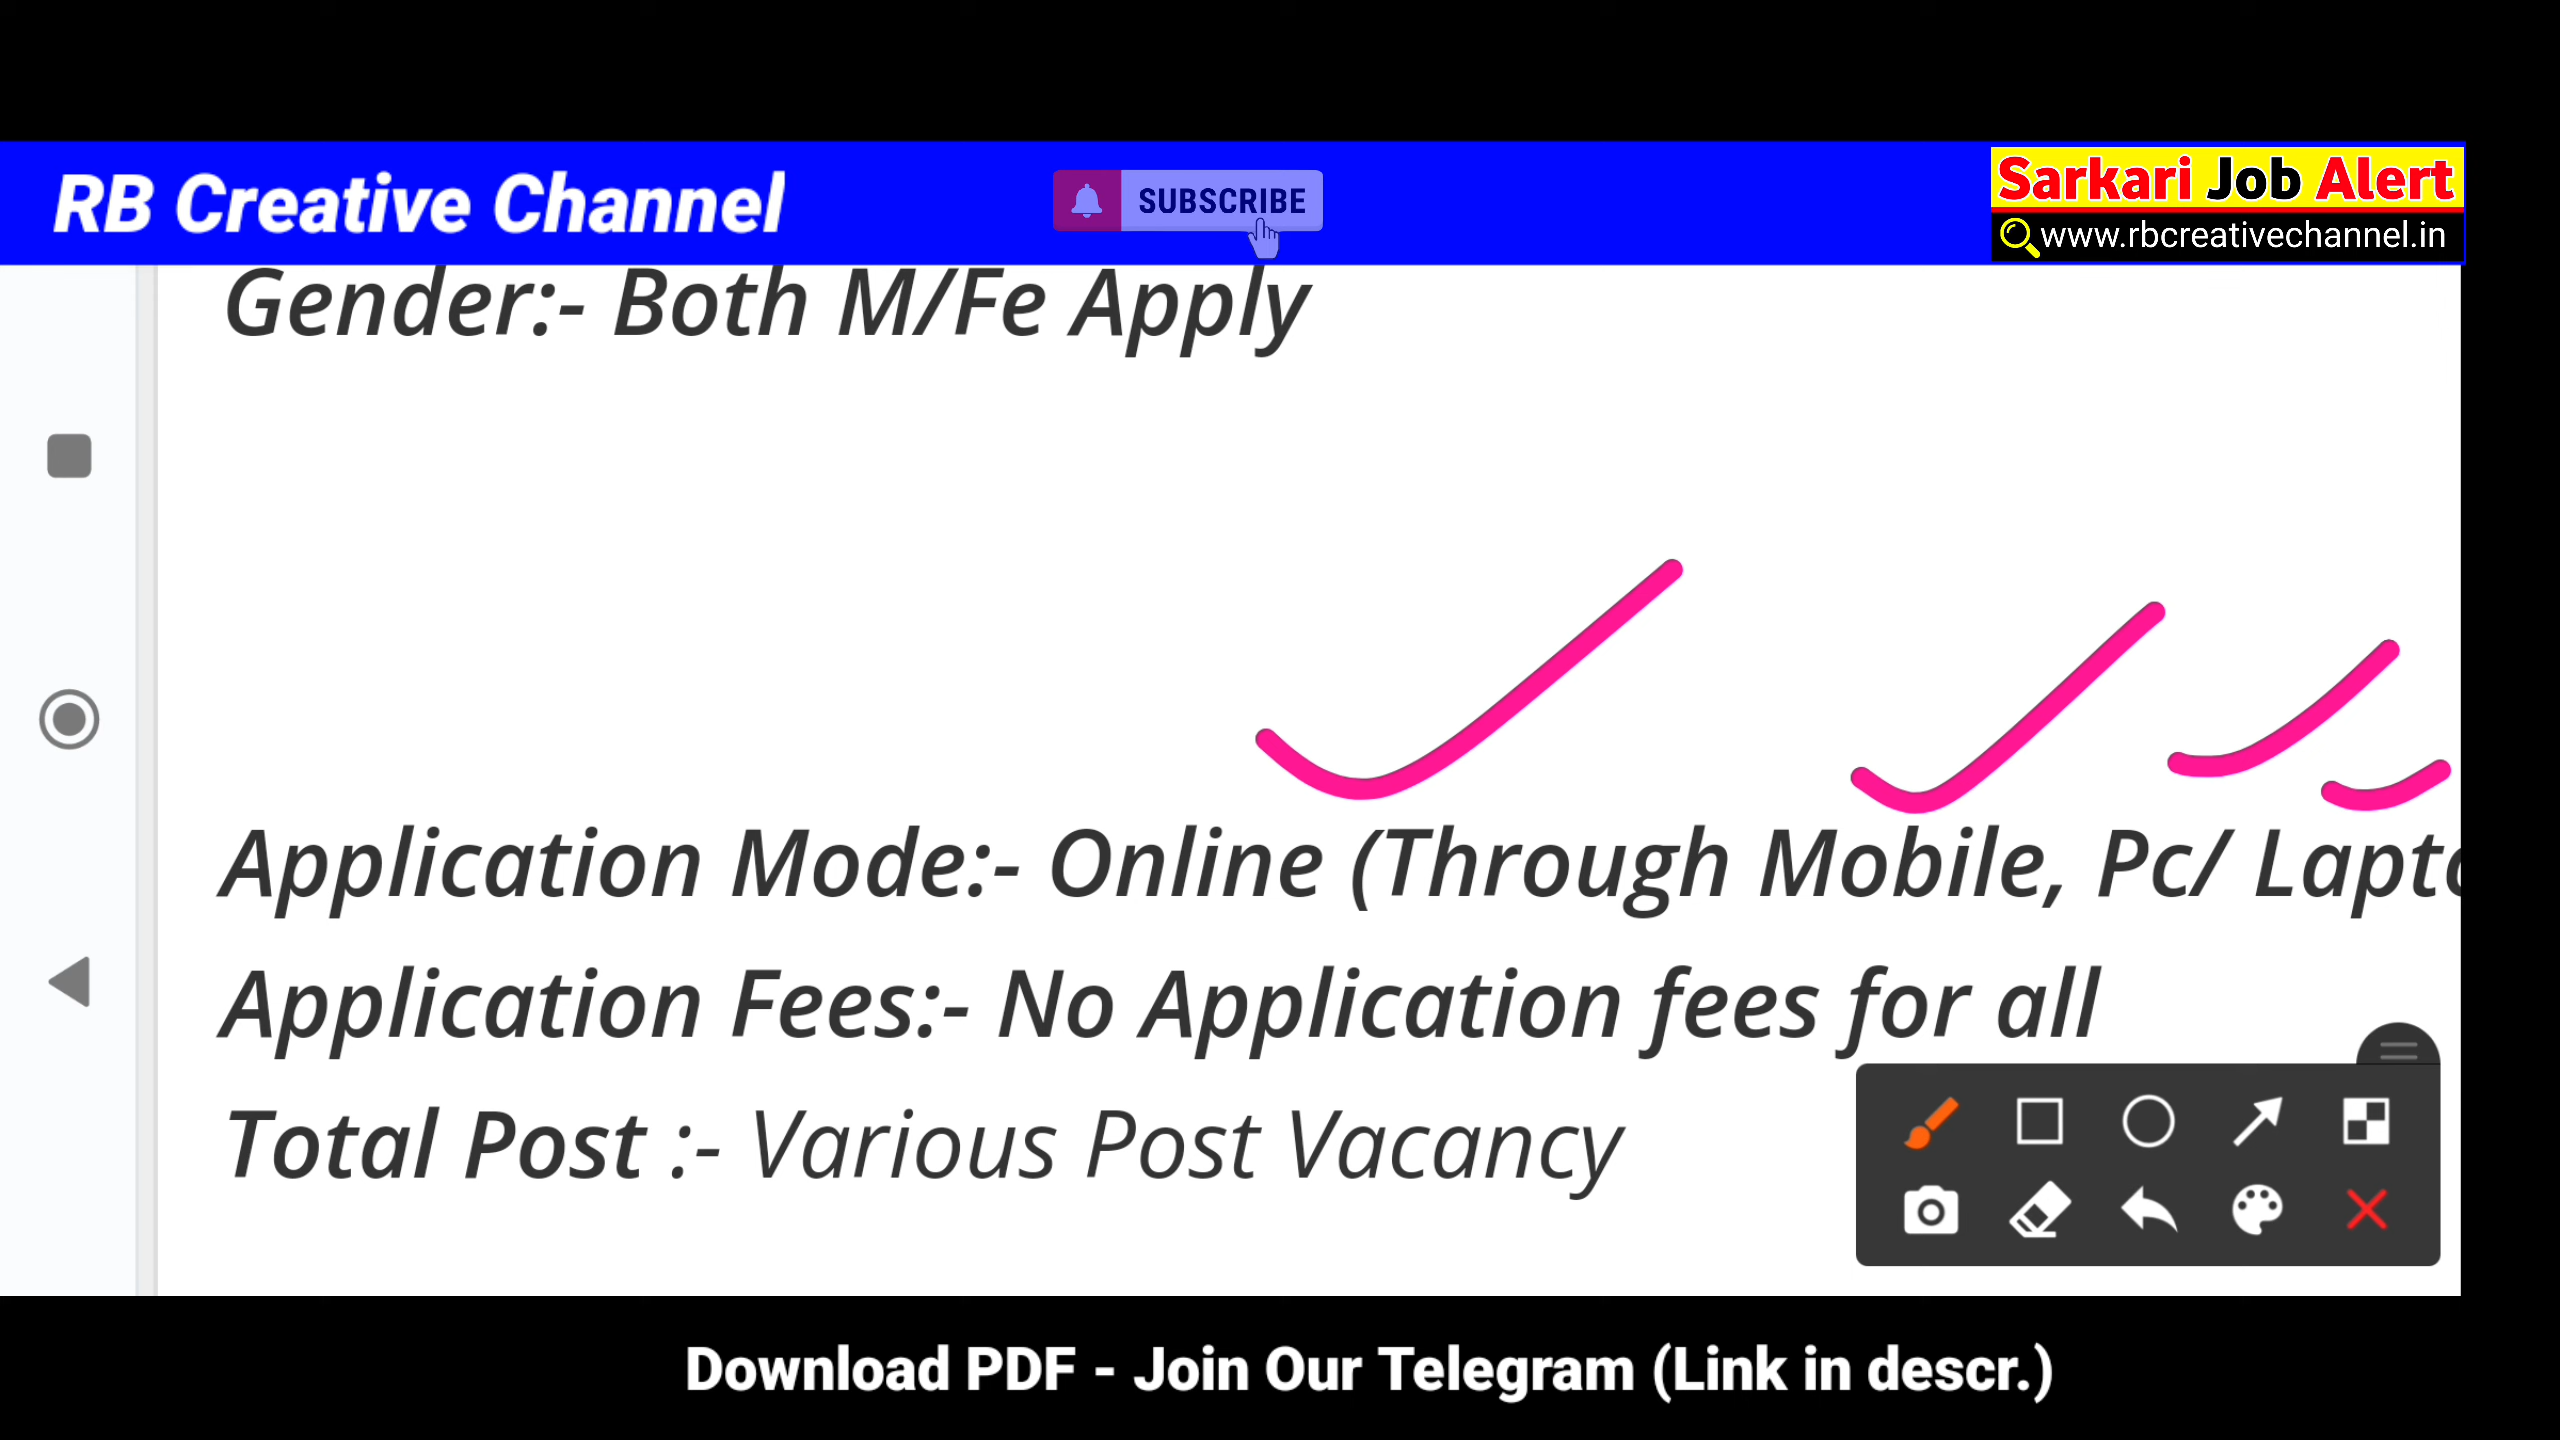 RB Creative Channel
SUBSCRIBE
Sarkari Job Alert
www.rbcreativechannel.in
Gender:- Both M/Fe Apply
Application Mode:- Online (Through Mobile, Pc/ Lapto
Application Fees:- No Application fees for all
Total Post :- Various Post Vacancy
Download PDF - Join Our Telegram (Link in descr.)